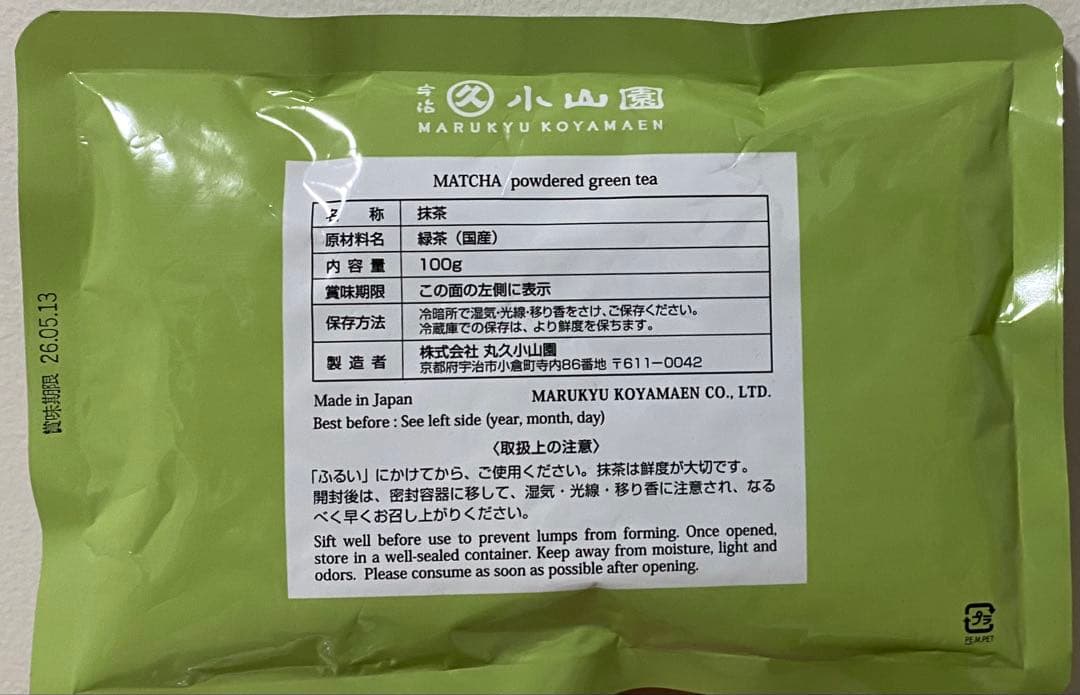 宇治 久 小山園
MARUKYU KOYAMAEN
MATCHA powdered green tea
名 称 抹茶
原材料名 緑茶（国産）
内 容 量 100g
賞味期限 この面の左側に表示
保存方法 冷暗所で湿気・光線・移り香をさけ、ご保存ください。
冷蔵庫での保存は、より鮮度を保ちます。
製 造 者 株式会社 丸久小山園
京都府宇治市小倉町寺内86番地 〒611-0042
Made in Japan MARUKYU KOYAMAEN CO., LTD.
Best before : See left side (year, month, day)
〈取扱上の注意〉
「ふるい」にかけてから、ご使用ください。抹茶は鮮度が大切です。
開封後は、密封容器に移して、湿気・光線・移り香に注意され、なる
べく早くお召し上がりください。
Sift well before use to prevent lumps from forming. Once opened,
store in a well-sealed container. Keep away from moisture, light and
odors. Please consume as soon as possible after opening.
賞味期限 26.05.13
プラ
PE,M,PET